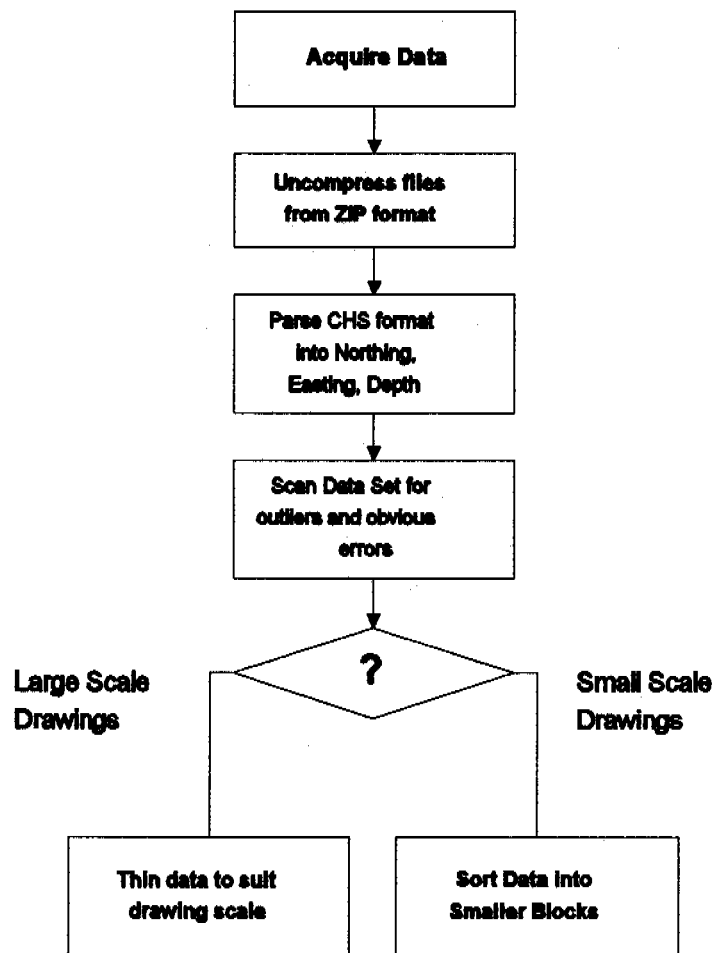 Acquire Data
Uncompress files
from ZIP format
Parse CHS format
into Northing,
Easting, Depth
Scan Data Set for
outliers and obvious
errors
?
Large Scale
Drawings
Small Scale
Drawings
Thin data to suit
drawing scale
Sort Data into
Smaller Blocks